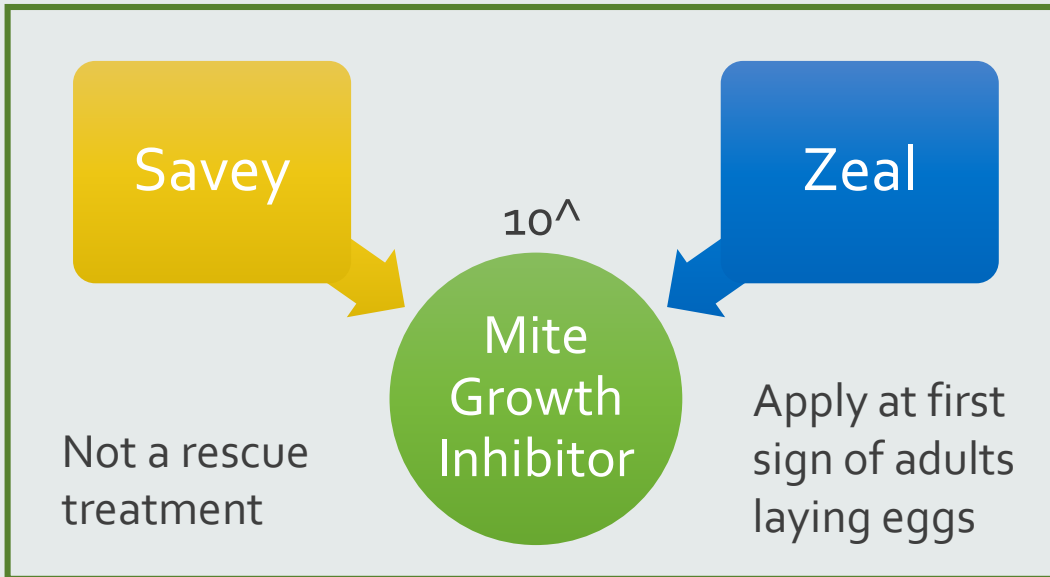 Savey
Zeal
10^
Mite
Growth
Inhibitor
Not a rescue
treatment
Apply at first
sign of adults
laying eggs